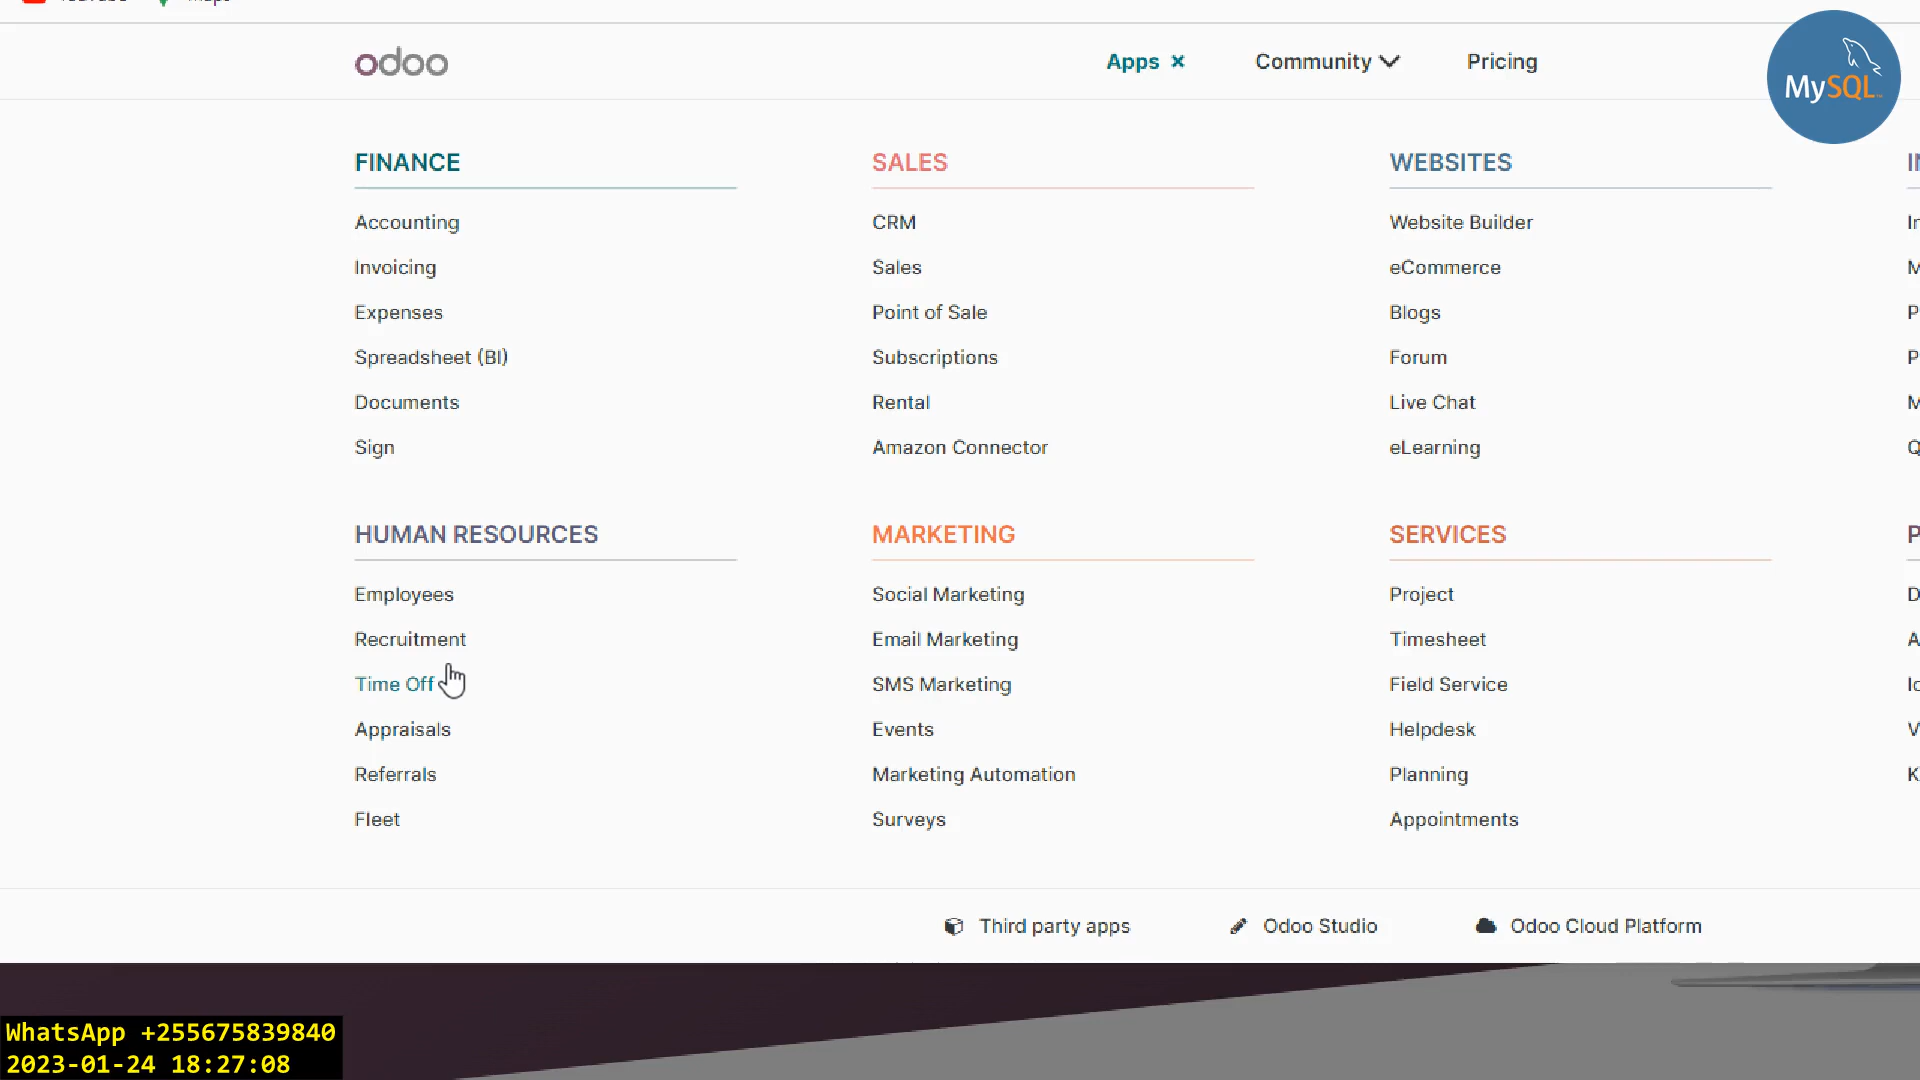 odoo
Apps ×
Community
Pricing
MySQL
FINANCE
Accounting
Invoicing
Expenses
Spreadsheet (BI)
Documents
Sign
SALES
CRM
Sales
Point of Sale
Subscriptions
Rental
Amazon Connector
WEBSITES
Website Builder
eCommerce
Blogs
Forum
Live Chat
eLearning
HUMAN RESOURCES
Employees
Recruitment
Time Off
Appraisals
Referrals
Fleet
MARKETING
Social Marketing
Email Marketing
SMS Marketing
Events
Marketing Automation
Surveys
SERVICES
Project
Timesheet
Field Service
Helpdesk
Planning
Appointments
Third party apps
Odoo Studio
Odoo Cloud Platform
WhatsApp +255675839840
2023-01-24 18:27:08